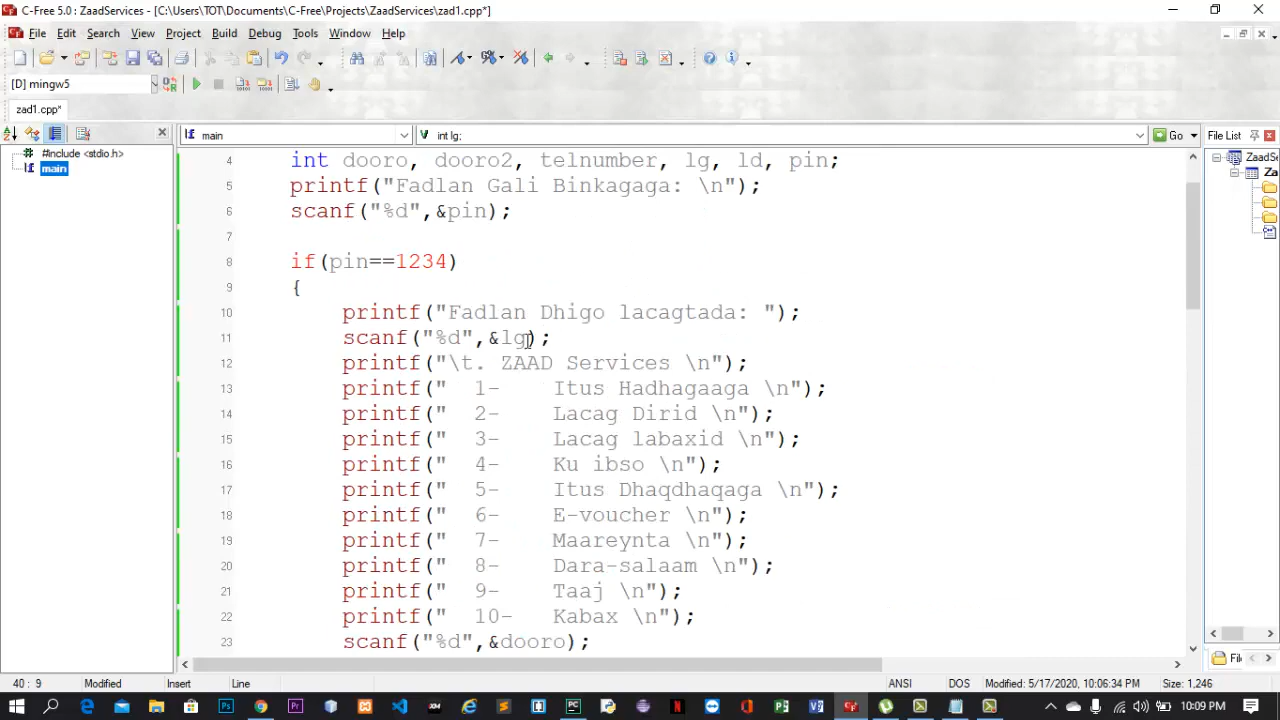 C-Free 5.0 : ZaadServices - [C:\Users\TOT\Documents\C-Free\Projects\ZaadServices\zad1.cpp*]
File Edit Search View Project Build Debug Tools Window Help
[D] mingw5
zad1.cpp*
main
int lg;
Go
File List
#include <stdio.h>
main
ZaadS
Za
4 int dooro, dooro2, telnumber, lg, ld, pin;
5 printf("Fadlan Gali Binkagaga: \n");
6 scanf("%d",&pin);
7
8 if(pin==1234)
9 {
10 printf("Fadlan Dhigo lacagtada: ");
11 scanf("%d",&lg);
12 printf("\t. ZAAD Services \n");
13 printf("  1-    Itus Hadhagaaga \n");
14 printf("  2-    Lacag Dirid \n");
15 printf("  3-    Lacag labaxid \n");
16 printf("  4-    Ku ibso \n");
17 printf("  5-    Itus Dhaqdhaqaga \n");
18 printf("  6-    E-voucher \n");
19 printf("  7-    Maareynta \n");
20 printf("  8-    Dara-salaam \n");
21 printf("  9-    Taaj \n");
22 printf("  10-   Kabax \n");
23 scanf("%d",&dooro);
File
40 : 9 Modified Insert Line ANSI DOS Modified: 5/17/2020, 10:06:34 PM Size: 1,246
10:09 PM